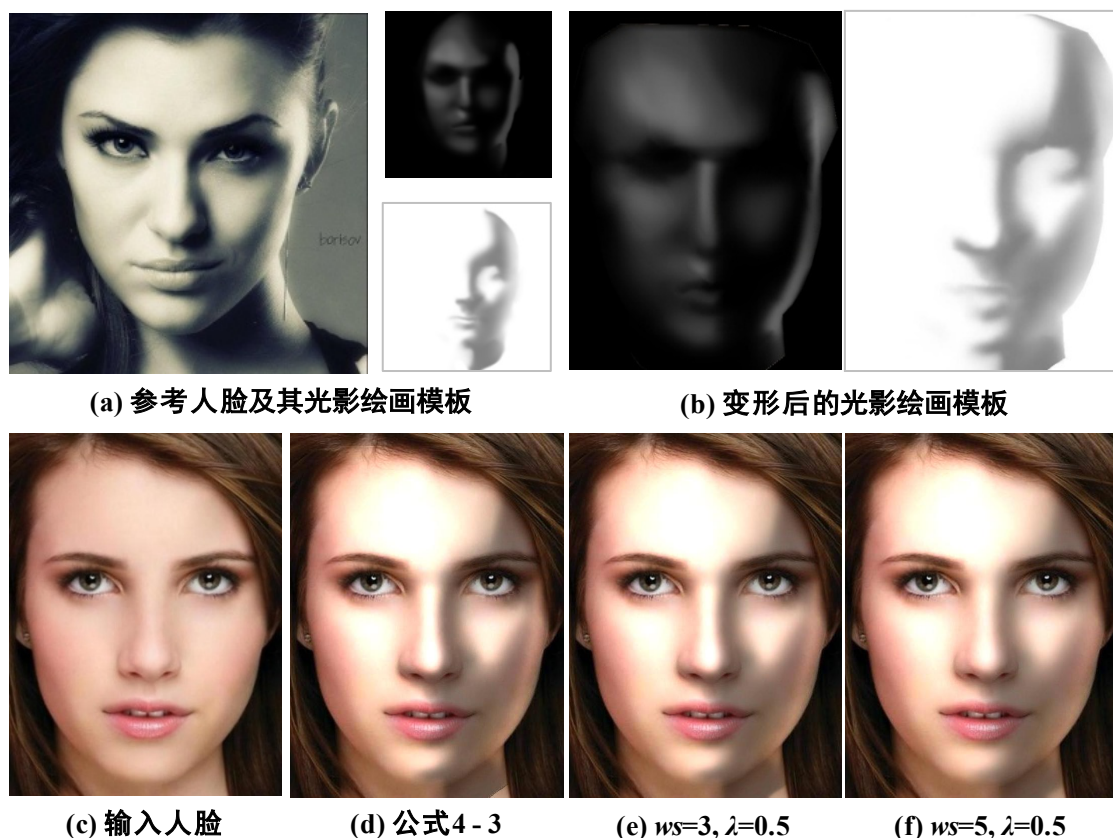 borisov
(a) 参考人脸及其光影绘画模板
(b) 变形后的光影绘画模板
(c) 输入人脸
(d) 公式4 - 3
(e) ws=3, λ=0.5
(f) ws=5, λ=0.5